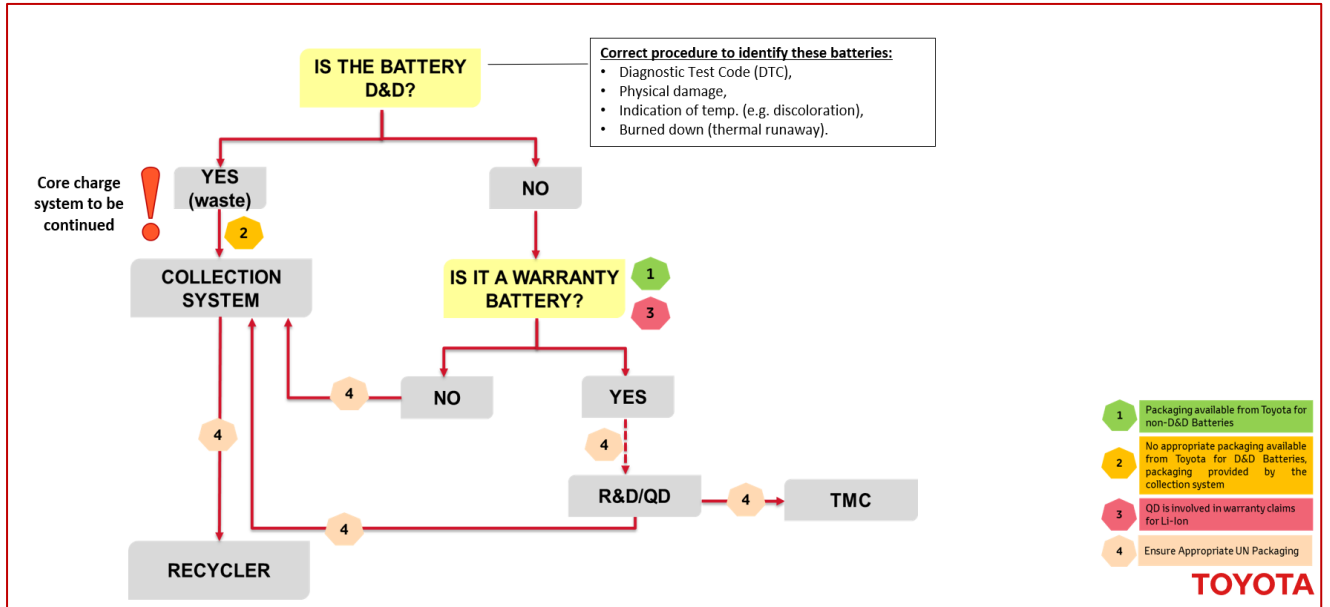 IS THE BATTERY
D&D?
Correct procedure to identify these batteries:
• Diagnostic Test Code (DTC),
• Physical damage,
• Indication of temp. (e.g. discoloration),
• Burned down (thermal runaway).
Core charge
system to be
continued
YES
(waste)
NO
2
COLLECTION
SYSTEM
IS IT A WARRANTY
BATTERY?
1
3
4
NO
YES
4
4
R&D/QD
4
TMC
4
RECYCLER
1
Packaging available from Toyota for
non-D&D Batteries
2
No appropriate packaging available
from Toyota for D&D Batteries,
packaging provided by the
collection system
3
QD is involved in warranty claims
for Li-Ion
4
Ensure Appropriate UN Packaging
TOYOTA